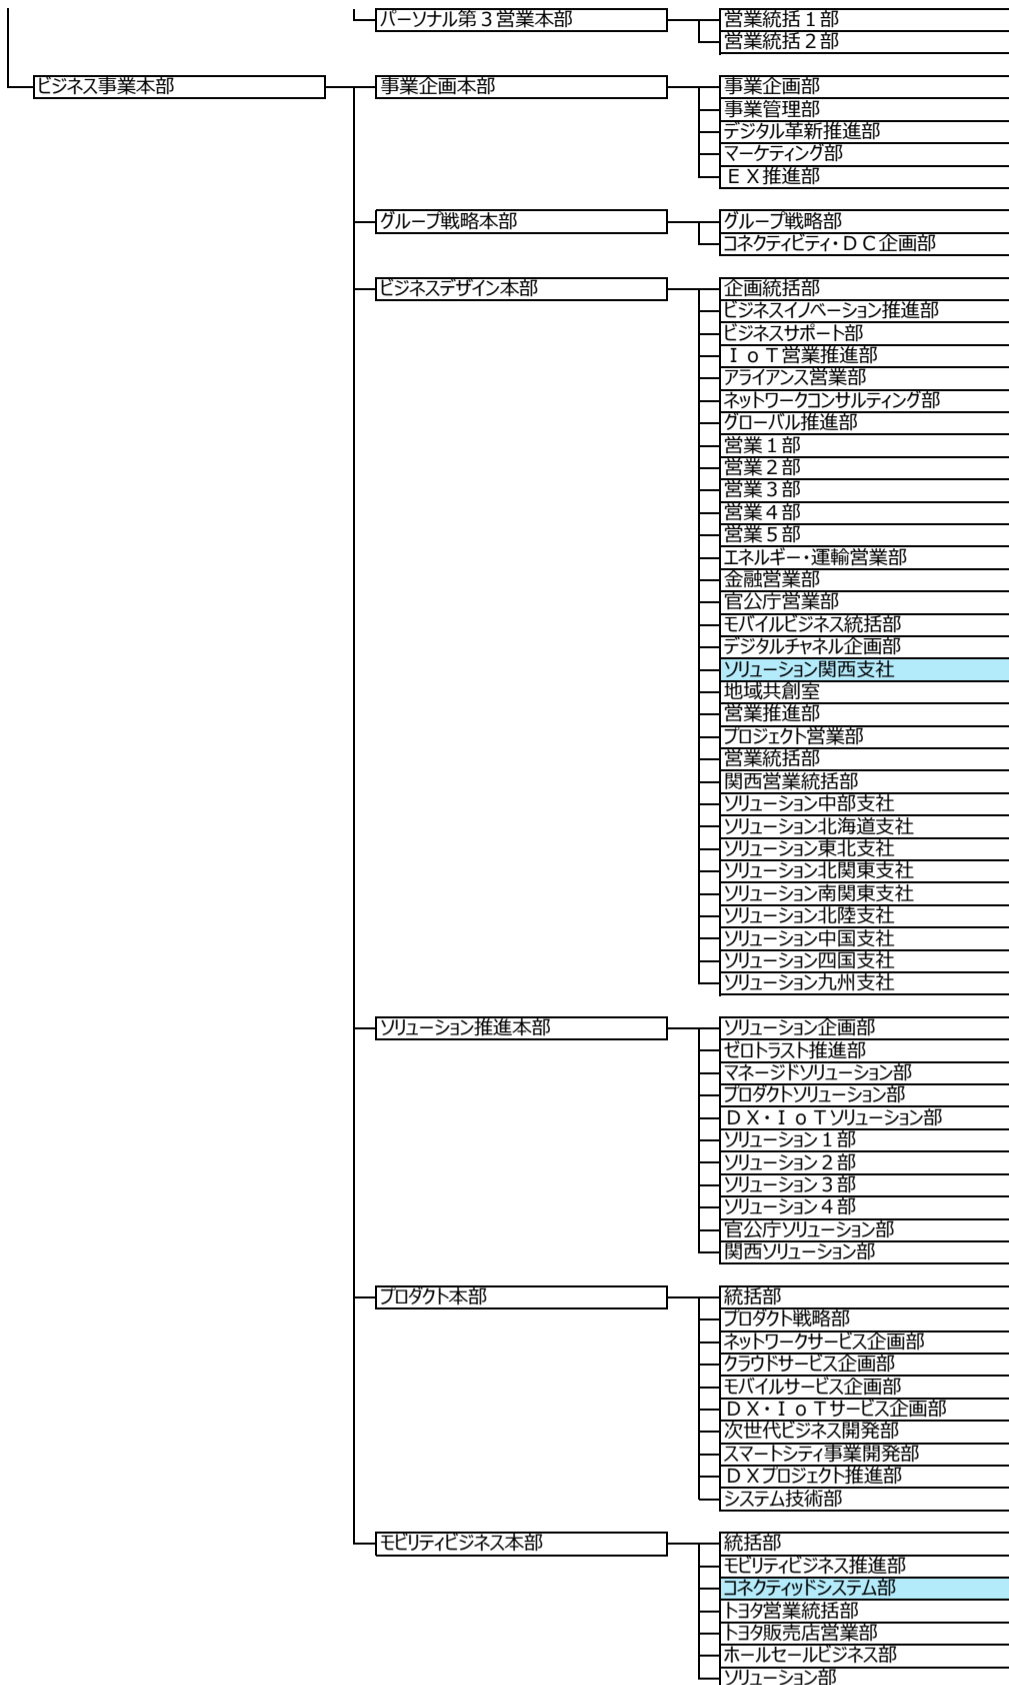 パーソナル第３営業本部
営業統括１部
営業統括２部
ビジネス事業本部
事業企画本部
事業企画部
事業管理部
デジタル革新推進部
マーケティング部
ＥＸ推進部
グループ戦略本部
グループ戦略部
コネクティビティ・ＤＣ企画部
ビジネスデザイン本部
企画統括部
ビジネスイノベーション推進部
ビジネスサポート部
ＩｏＴ営業推進部
アライアンス営業部
ネットワークコンサルティング部
グローバル推進部
営業１部
営業２部
営業３部
営業４部
営業５部
エネルギー・運輸営業部
金融営業部
官公庁営業部
モバイルビジネス統括部
デジタルチャネル企画部
ソリューション関西支社
地域共創室
営業推進部
プロジェクト営業部
営業統括部
関西営業統括部
ソリューション中部支社
ソリューション北海道支社
ソリューション東北支社
ソリューション北関東支社
ソリューション南関東支社
ソリューション北陸支社
ソリューション中国支社
ソリューション四国支社
ソリューション九州支社
ソリューション推進本部
ソリューション企画部
ゼロトラスト推進部
マネージドソリューション部
プロダクトソリューション部
ＤＸ・ＩｏＴソリューション部
ソリューション１部
ソリューション２部
ソリューション３部
ソリューション４部
官公庁ソリューション部
関西ソリューション部
プロダクト本部
統括部
プロダクト戦略部
ネットワークサービス企画部
クラウドサービス企画部
モバイルサービス企画部
ＤＸ・ＩｏＴサービス企画部
次世代ビジネス開発部
スマートシティ事業開発部
ＤＸプロジェクト推進部
システム技術部
モビリティビジネス本部
統括部
モビリティビジネス推進部
コネクティッドシステム部
トヨタ営業統括部
トヨタ販売店営業部
ホールセールビジネス部
ソリューション部